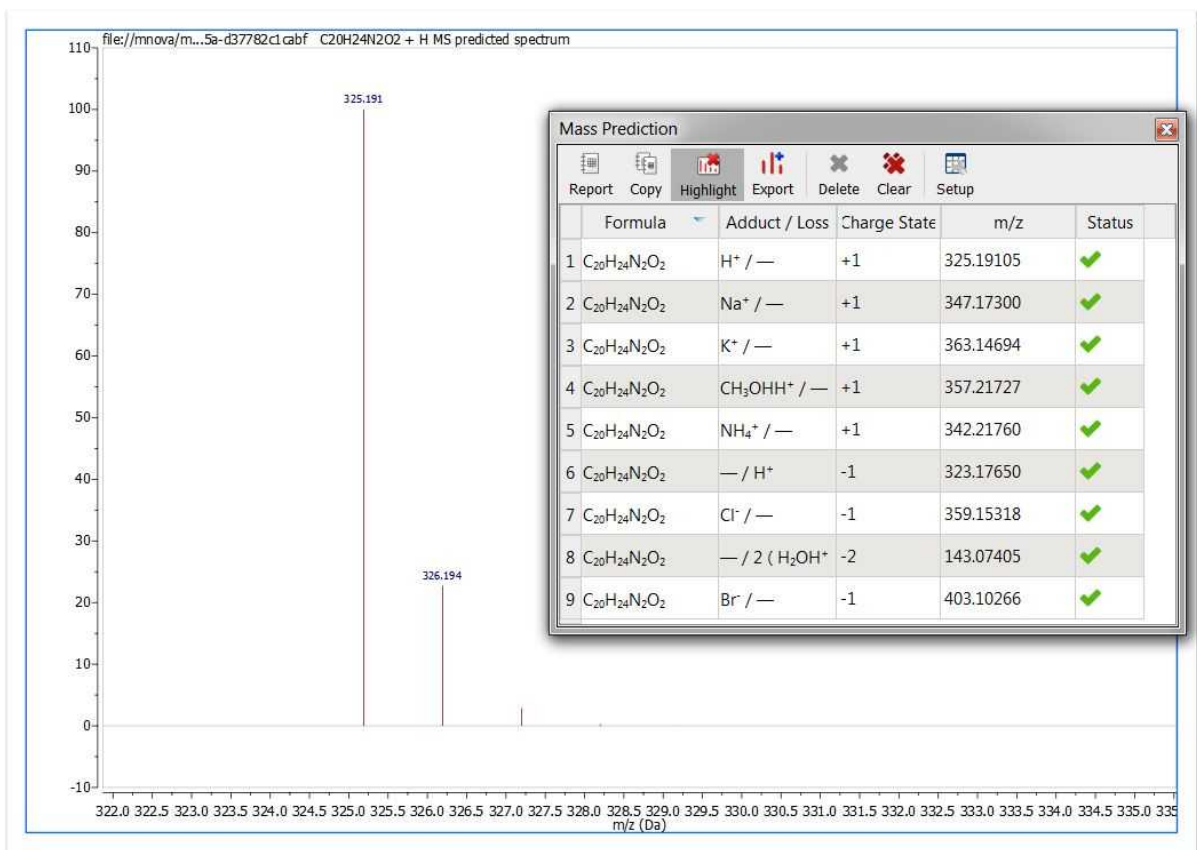 file://mnova/m...5a-d37782c1cabf C20H24N2O2 + H MS predicted spectrum
110
100
90
80
70
60
50
40
30
20
10
0
-10
325.191
326.194
322.0 322.5 323.0 323.5 324.0 324.5 325.0 325.5 326.0 326.5 327.0 327.5 328.0 328.5 329.0 329.5 330.0 330.5 331.0 331.5 332.0 332.5 333.0 333.5 334.0 334.5 335.0 335
m/z (Da)
Mass Prediction
Report Copy Highlight Export Delete Clear Setup
Formula Adduct / Loss Charge State m/z Status
1 C₂₀H₂₄N₂O₂ H⁺ / — +1 325.19105
2 C₂₀H₂₄N₂O₂ Na⁺ / — +1 347.17300
3 C₂₀H₂₄N₂O₂ K⁺ / — +1 363.14694
4 C₂₀H₂₄N₂O₂ CH₃OHH⁺ / — +1 357.21727
5 C₂₀H₂₄N₂O₂ NH₄⁺ / — +1 342.21760
6 C₂₀H₂₄N₂O₂ — / H⁺ -1 323.17650
7 C₂₀H₂₄N₂O₂ Cl⁻ / — -1 359.15318
8 C₂₀H₂₄N₂O₂ — / 2 ( H₂OH⁺ -2 143.07405
9 C₂₀H₂₄N₂O₂ Br⁻ / — -1 403.10266